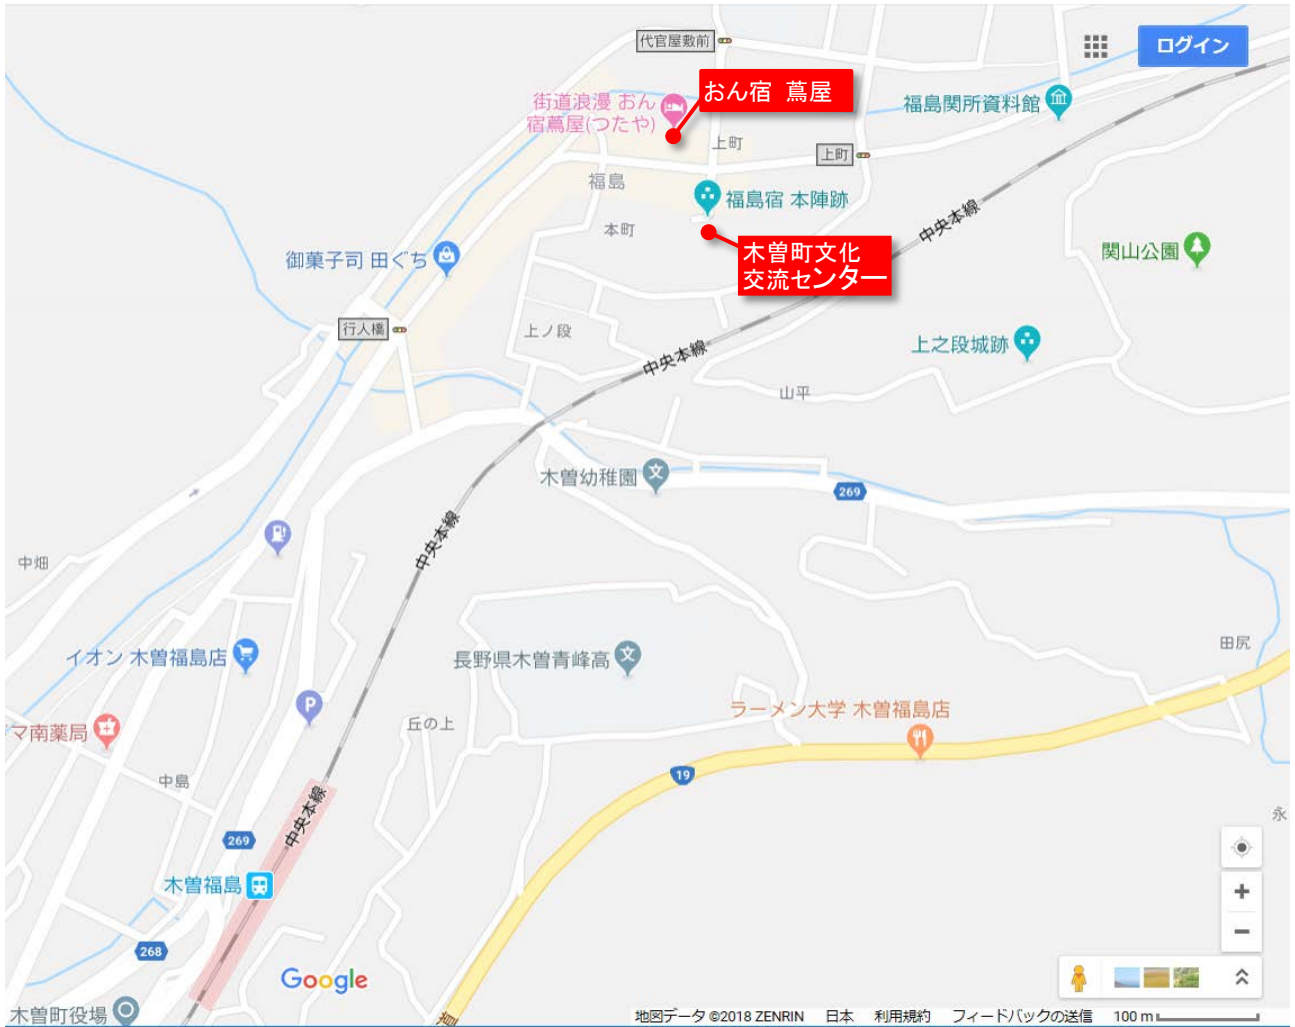 代官屋敷前
ログイン
街道浪漫 おん
宿蔦屋(つたや)
おん宿 蔦屋
福島関所資料館
上町
上町
福島
福島宿 本陣跡
本町
中央本線
木曽町文化
交流センター
関山公園
御菓子司 田ぐち
行人橋
上ノ段
中央本線
上之段城跡
山平
木曽幼稚園
269
中央本線
中畑
イオン 木曽福島店
長野県木曽青峰高
田尻
ラーメン大学 木曽福島店
P
マ南薬局
丘の上
中島
19
中央本線
永
269
木曽福島
268
Google
木曽町役場
道
地図データ ©2018 ZENRIN 日本 利用規約 フィードバックの送信 100 m